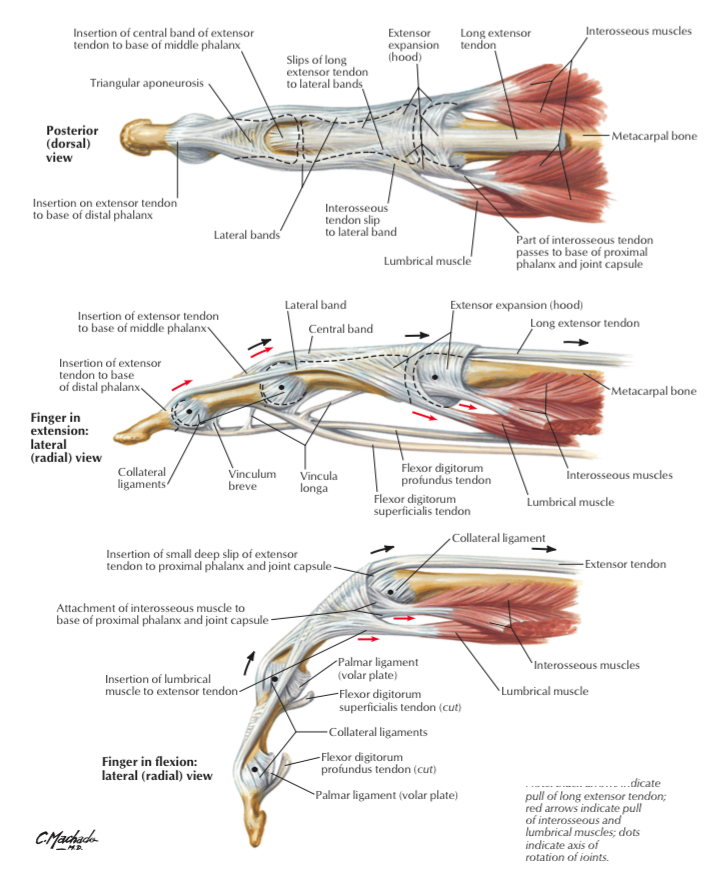 Insertion of central band of extensor
tendon to base of middle phalanx
Extensor
expansion
(hood)
Long extensor
tendon
Interosseous muscles
Slips of long
extensor tendon
to lateral bands
Triangular aponeurosis
Posterior
(dorsal)
view
Metacarpal bone
Insertion on extensor tendon
to base of distal phalanx
Lateral bands
Interosseous
tendon slip
to lateral band
Lumbrical muscle
Part of interosseous tendon
passes to base of proximal
phalanx and joint capsule
Insertion of extensor tendon
to base of middle phalanx
Lateral band
Central band
Extensor expansion (hood)
Long extensor tendon
Insertion of extensor
tendon to base
of distal phalanx
Metacarpal bone
Finger in
extension:
lateral
(radial) view
Collateral
ligaments
Vinculum
breve
Vincula
longa
Flexor digitorum
profundus tendon
Flexor digitorum
superficialis tendon
Interosseous muscles
Lumbrical muscle
Collateral ligament
Insertion of small deep slip of extensor
tendon to proximal phalanx and joint capsule
Extensor tendon
Attachment of interosseous muscle to
base of proximal phalanx and joint capsule
Interosseous muscles
Insertion of lumbrical
muscle to extensor tendon
Palmar ligament
(volar plate)
Lumbrical muscle
Flexor digitorum
superficialis tendon (cut)
Collateral ligaments
Finger in flexion:
lateral (radial) view
Flexor digitorum
profundus tendon (cut)
Palmar ligament (volar plate)
dicate
pull of long extensor tendon;
red arrows indicate pull
of interosseous and
lumbrical muscles; dots
indicate axis of
rotation of joints.
C.Machado
M.D.